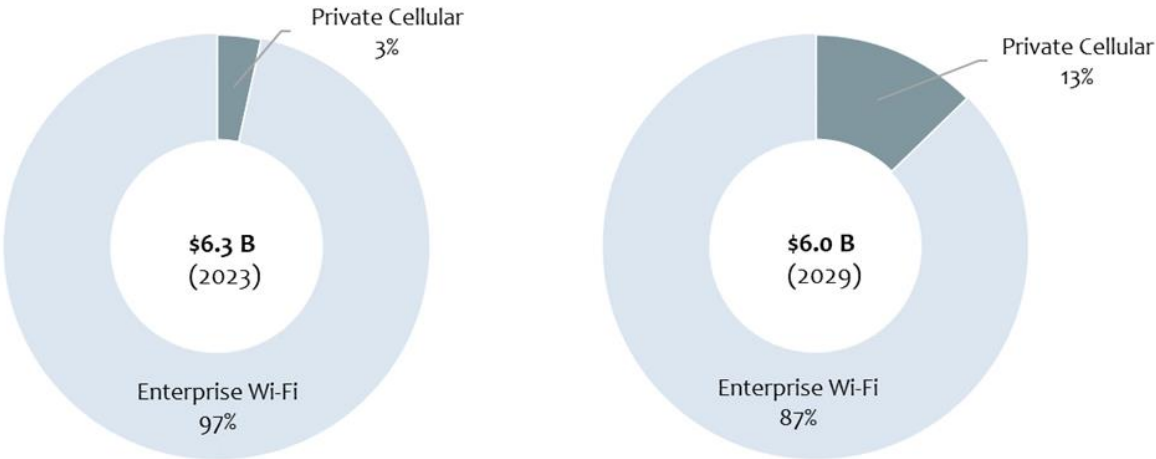 Private Cellular
3%
$6.3 B
(2023)
Enterprise Wi-Fi
97%
Private Cellular
13%
$6.0 B
(2029)
Enterprise Wi-Fi
87%